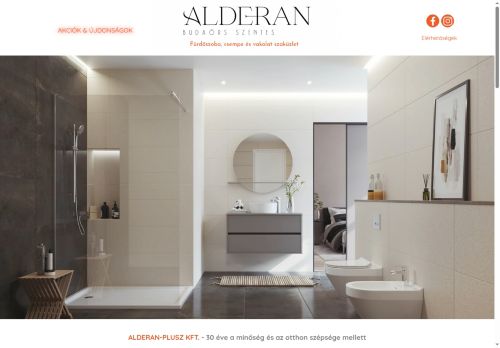 ALDERAN
BUDAÖRS SZENTES
Fürdőszoba, csempe és vakolat szaküzlet
AKCIÓK & ÚJDONSÁGOK
Elérhetőségek
ALDERAN-PLUSZ KFT. - 30 éve a minőség és az otthon szépsége mellett